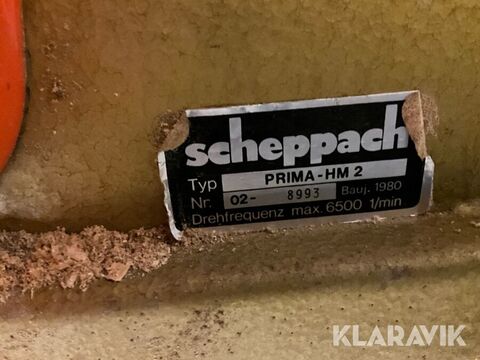 scheppach
Typ PRIMA-HM 2
Nr. 02- 8993 Bauj. 1980
Drehfrequenz max. 6500 1/min
KLARAVIK